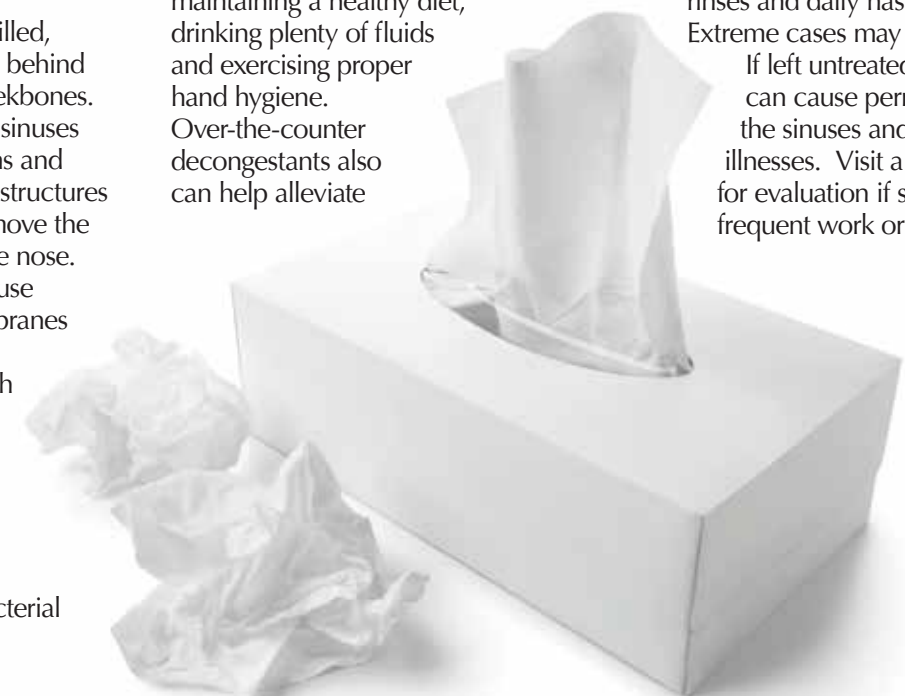 illed,
behind
ekbones.
sinuses
ns and
structures
nove the
e nose.
use
branes
h
cterial
maintaining a healthy diet,
drinking plenty of fluids
and exercising proper
hand hygiene.
Over-the-counter
decongestants also
can help alleviate
rinses and daily nas
Extreme cases may
If left untreated
can cause perr
the sinuses and
illnesses. Visit a
for evaluation if s
frequent work or